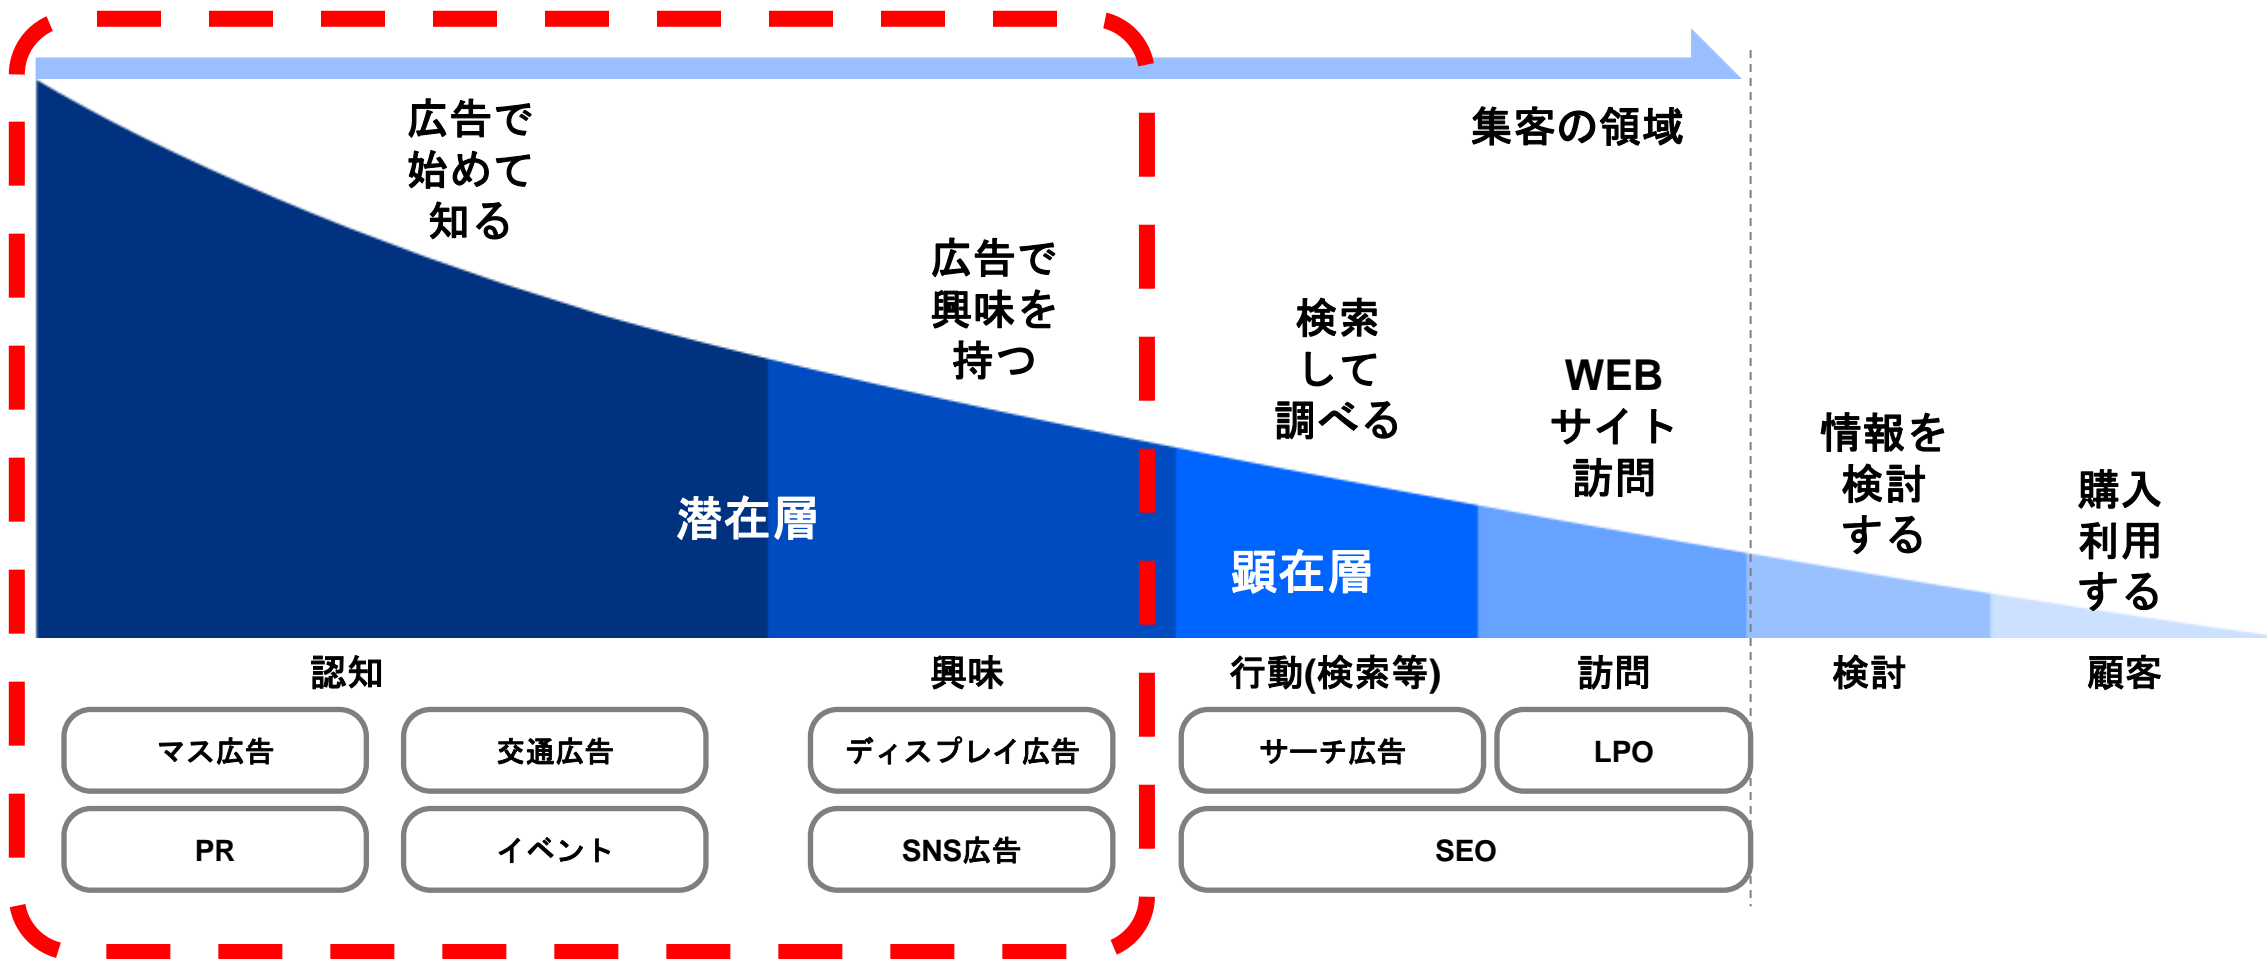 広告で
始めて
知る
集客の領域
広告で
興味を
持つ
検索
して
調べる
WEB
サイト
訪問
情報を
検討
する
購入
利用
する
潜在層
顕在層
認知
興味
行動(検索等)
訪問
検討
顧客
マス広告
交通広告
ディスプレイ広告
サーチ広告
LPO
PR
イベント
SNS広告
SEO